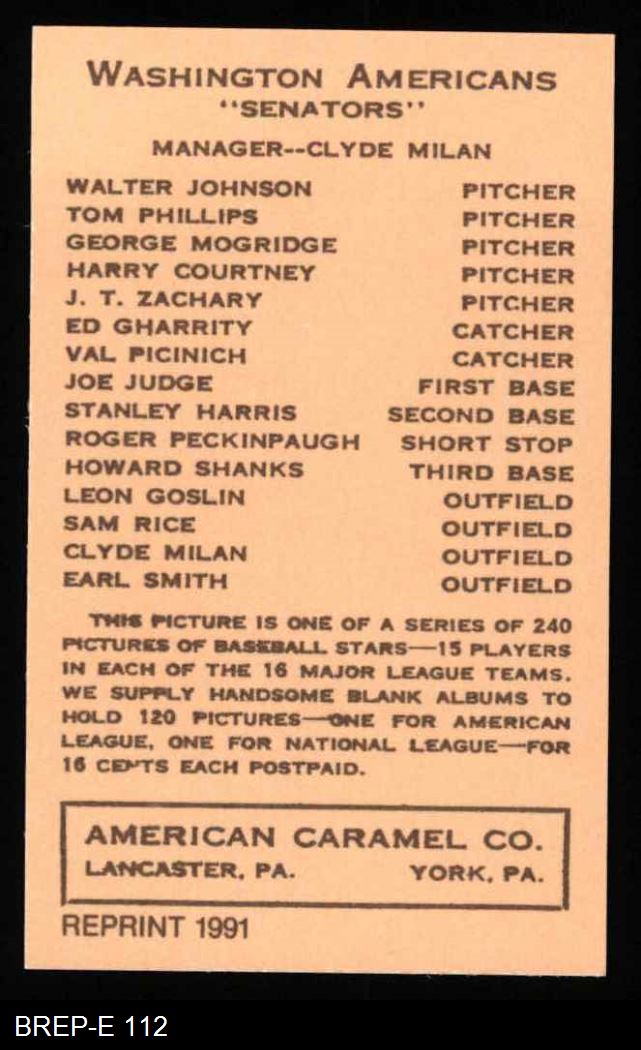 WASHINGTON AMERICANS
"SENATORS"
MANAGER--CLYDE MILAN
WALTER JOHNSON PITCHER
TOM PHILLIPS PITCHER
GEORGE MOGRIDGE PITCHER
HARRY COURTNEY PITCHER
J. T. ZACHARY PITCHER
ED GHARRITY CATCHER
VAL PICINICH CATCHER
JOE JUDGE FIRST BASE
STANLEY HARRIS SECOND BASE
ROGER PECKINPAUGH SHORT STOP
HOWARD SHANKS THIRD BASE
LEON GOSLIN OUTFIELD
SAM RICE OUTFIELD
CLYDE MILAN OUTFIELD
EARL SMITH OUTFIELD
THIS PICTURE IS ONE OF A SERIES OF 240
PICTURES OF BASEBALL STARS—15 PLAYERS
IN EACH OF THE 16 MAJOR LEAGUE TEAMS.
WE SUPPLY HANDSOME BLANK ALBUMS TO
HOLD 120 PICTURES—ONE FOR AMERICAN
LEAGUE, ONE FOR NATIONAL LEAGUE—FOR
16 CENTS EACH POSTPAID.
AMERICAN CARAMEL CO.
LANCASTER, PA. YORK, PA.
REPRINT 1991
BREP-E 112